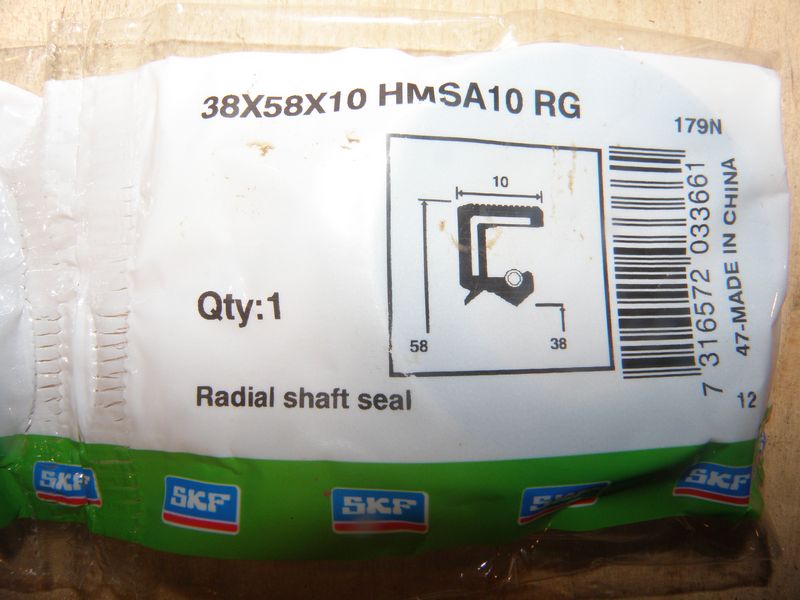 38X58X10 HMSA10 RG
179N
10
58
38
7 316572 033661
47-MADE IN CHINA
Qty:1
Radial shaft seal
12
SKF
SKF
SKF
SKF
SKF